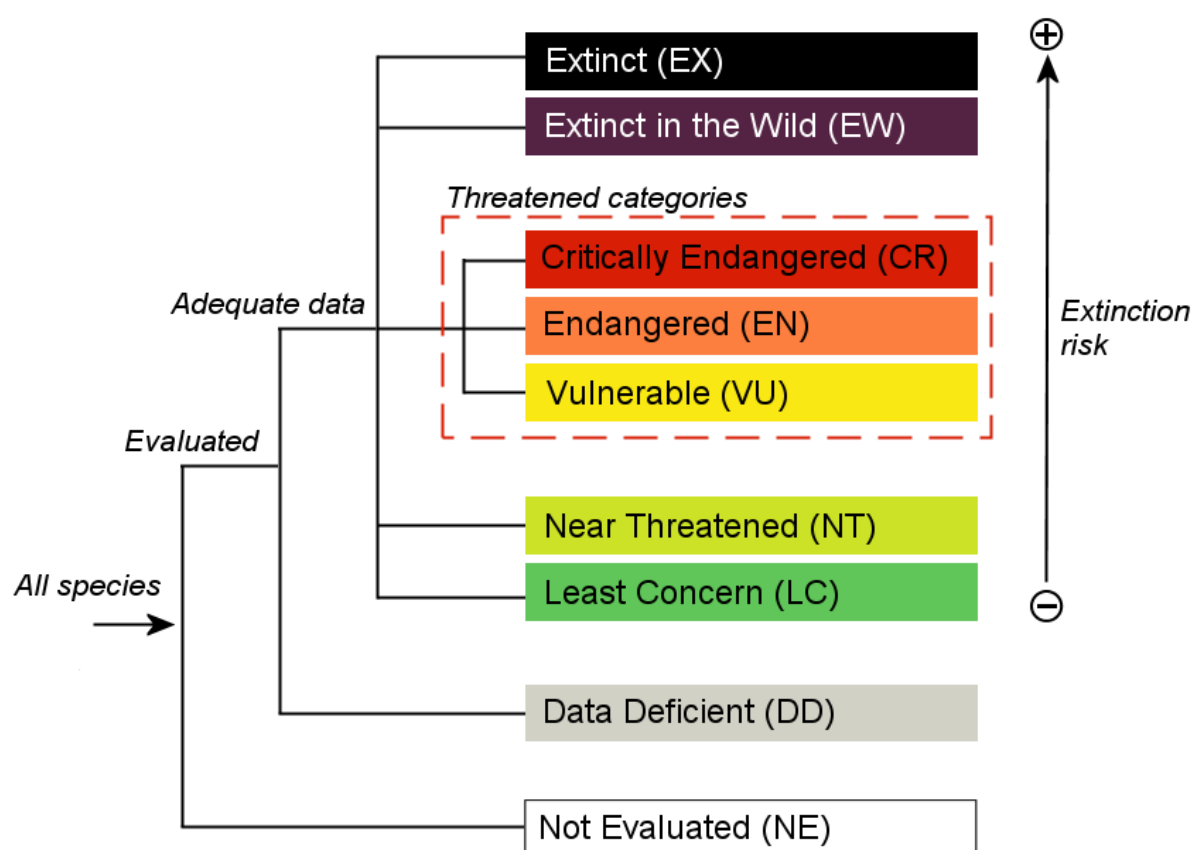 Extinct (EX)
Extinct in the Wild (EW)
Threatened categories
Critically Endangered (CR)
Adequate data
Endangered (EN)
Extinction
risk
Vulnerable (VU)
Evaluated
Near Threatened (NT)
All species
Least Concern (LC)
Data Deficient (DD)
Not Evaluated (NE)